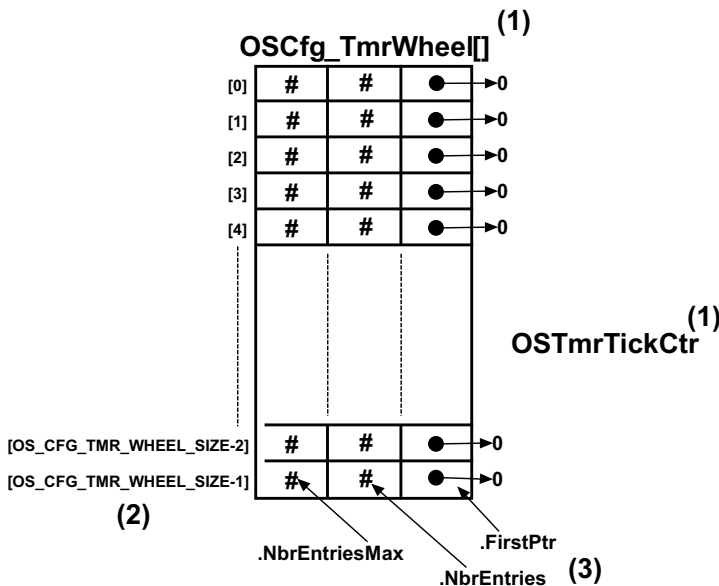 (1)
OSCfg_TmrWheel[]
[0] # # 0
[1] # # 0
[2] # # 0
[3] # # 0
[4] # # 0
(1)
OSTmrTickCtr
[OS_CFG_TMR_WHEEL_SIZE-2] # # 0
[OS_CFG_TMR_WHEEL_SIZE-1] # # 0
(2)
.NbrEntriesMax
.FirstPtr
.NbrEntries
(3)